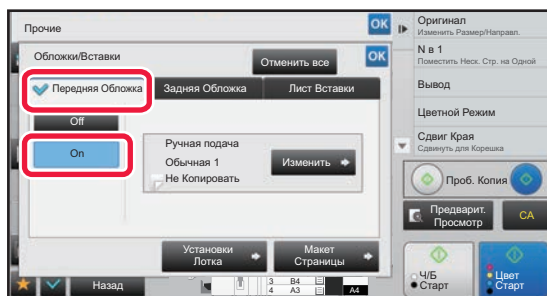 Прочие
OK
Обложки/Вставки
Отменить все
OK
Передняя Обложка
Задняя Обложка
Лист Вставки
Off
On
Ручная подача
Обычная 1
Не Копировать
Изменить
Установки
Лотка
Макет
Страницы
Назад
3 B4
4 A3
A4
Оригинал
Изменить Размер/Направл.
N в 1
Поместить Неск. Стр. на Одной
Вывод
Цветной Режим
Сдвиг Края
Сдвинуть для Корешка
Проб. Копия
Предварит.
Просмотр
CA
Ч/Б
Старт
Цвет
Старт